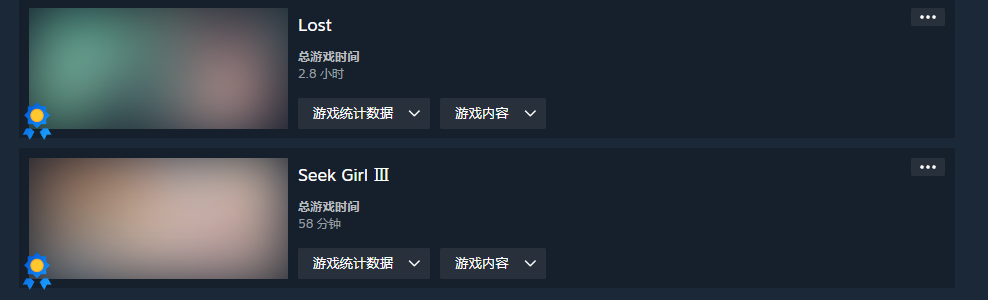 Lost
总游戏时间
2.8 小时
游戏统计数据 游戏内容
Seek Girl Ⅲ
总游戏时间
58 分钟
游戏统计数据 游戏内容